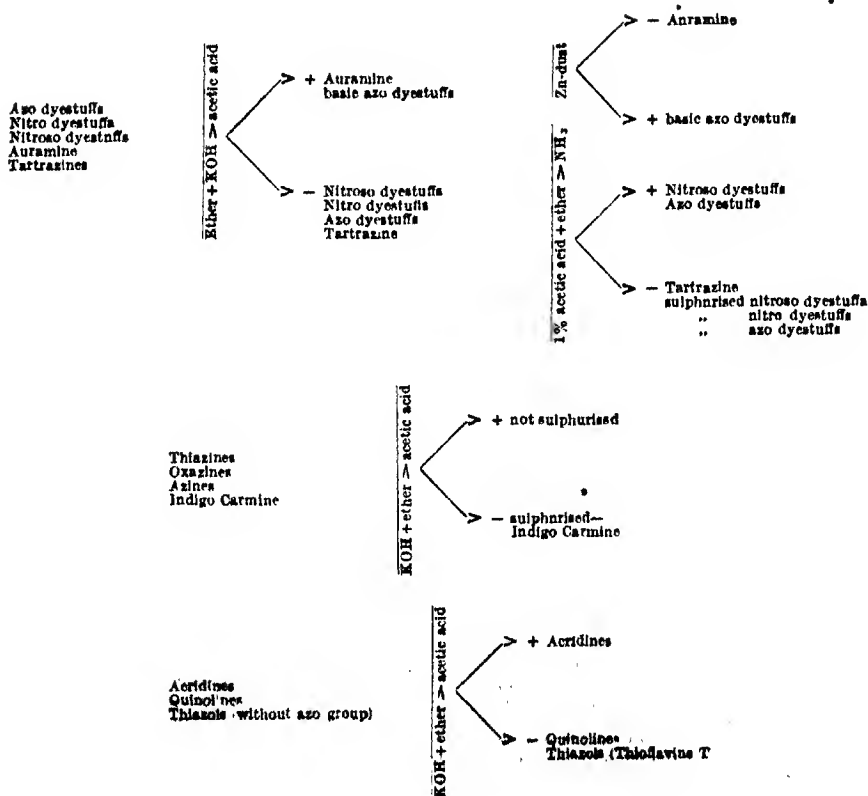 Azo dyestuffs
Nitro dyestuffs
Nitroso dyestuffs
Auramine
Tartrazines
Ether + KOH > acetic acid
+ Auramine
basic azo dyestuffs
− Nitroso dyestuffs
Nitro dyestuffs
Azo dyestuffs
Tartrazine
Zn-dust
− Auramine
+ basic azo dyestuffs
1% acetic acid + ether > NH₃
+ Nitroso dyestuffs
Azo dyestuffs
− Tartrazine
sulphurised nitroso dyestuffs
„ nitro dyestuffs
„ azo dyestuffs
Thiazines
Oxazines
Azines
Indigo Carmine
KOH + ether > acetic acid
+ not sulphurised
− sulphurised—
Indigo Carmine
Acridines
Quinolines
Thiazols (without azo group)
KOH + ether > acetic acid
+ Acridines
− Quinolines
Thiazols (Thioflavine T